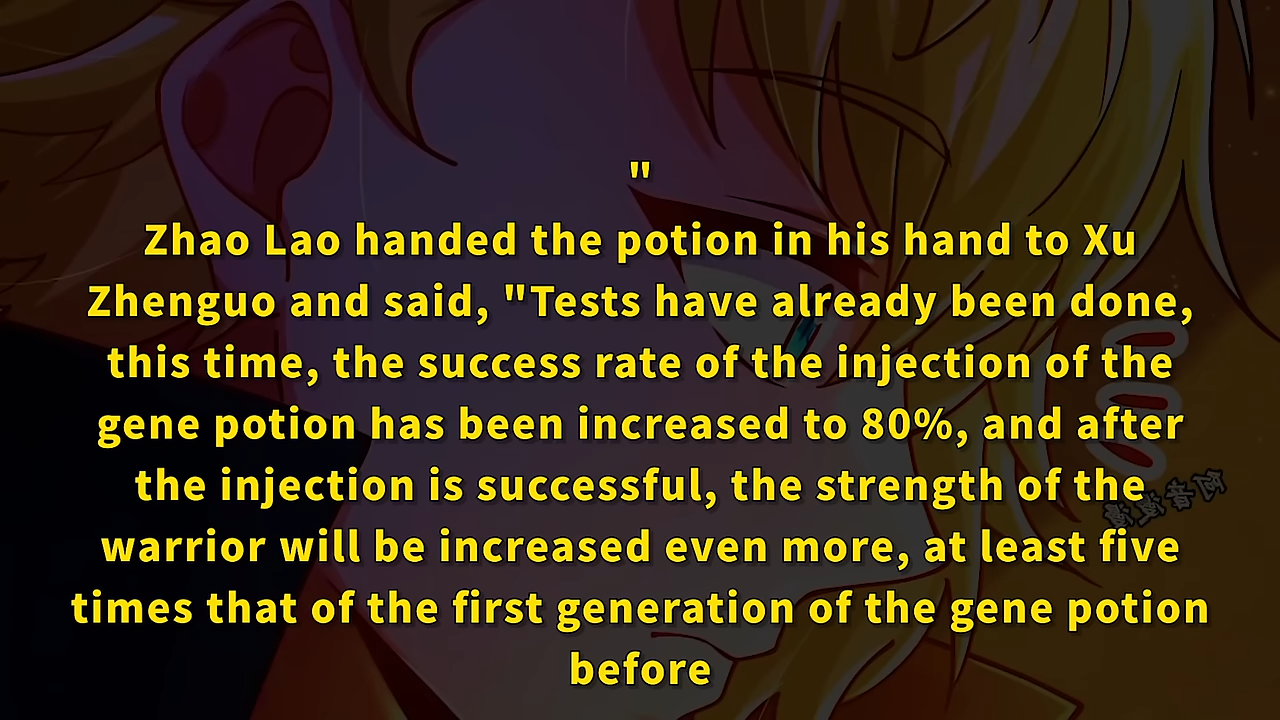 "
Zhao Lao handed the potion in his hand to Xu
Zhenguo and said, "Tests have already been done,
this time, the success rate of the injection of the
gene potion has been increased to 80%, and after
the injection is successful, the strength of the
warrior will be increased even more, at least five
times that of the first generation of the gene potion
before